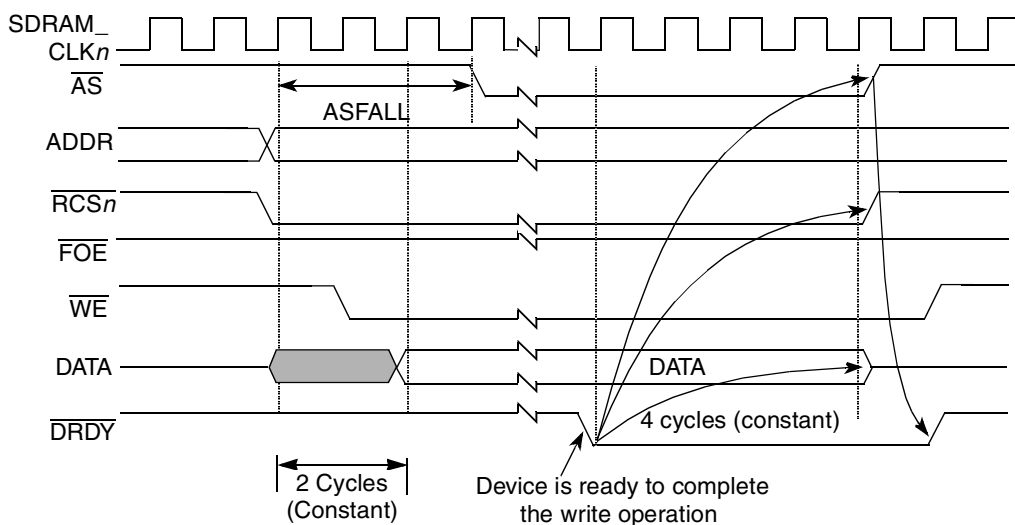 SDRAM_
CLKn
AS
ASFALL
ADDR
RCSn
FOE
WE
DATA
DATA
DRDY
4 cycles (constant)
2 Cycles
(Constant)
Device is ready to complete
the write operation